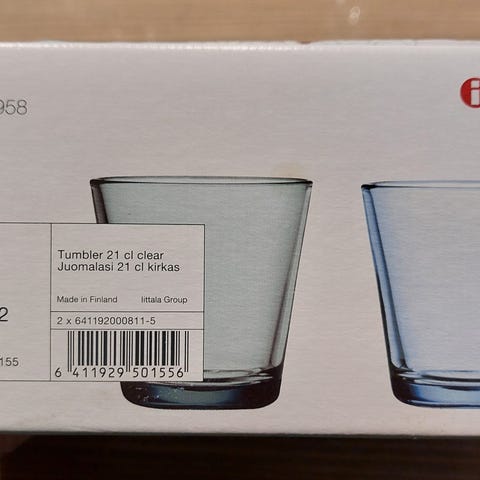 958
i
Tumbler 21 cl clear
Juomalasi 21 cl kirkas
Made in Finland Iittala Group
2
2 x 641192000811-5
155
6 411929 501556